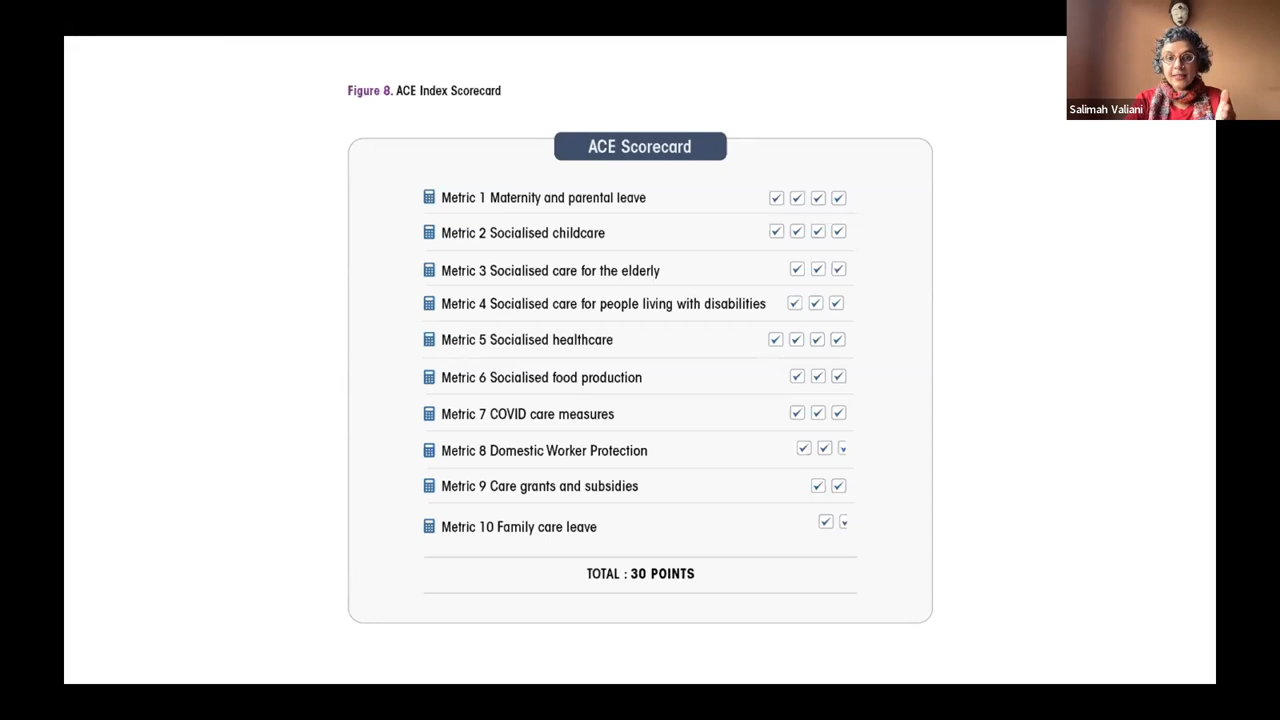 Salimah Valiani
Figure 8. ACE Index Scorecard
ACE Scorecard
Metric 1 Maternity and parental leave
Metric 2 Socialised childcare
Metric 3 Socialised care for the elderly
Metric 4 Socialised care for people living with disabilities
Metric 5 Socialised healthcare
Metric 6 Socialised food production
Metric 7 COVID care measures
Metric 8 Domestic Worker Protection
Metric 9 Care grants and subsidies
Metric 10 Family care leave
TOTAL : 30 POINTS